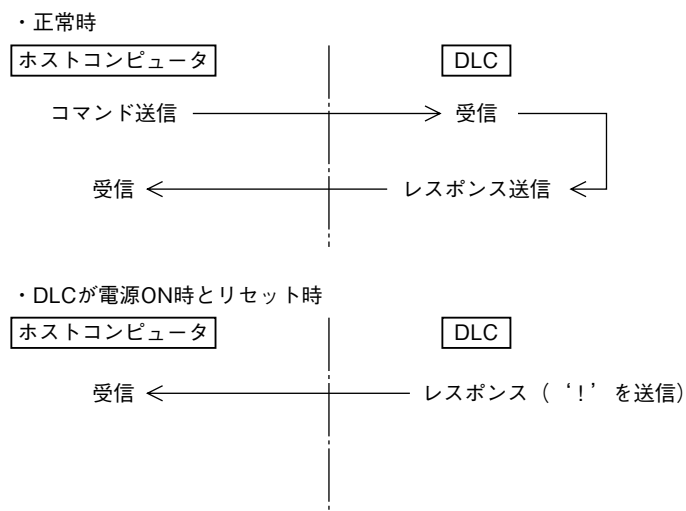 ・正常時
ホストコンピュータ DLC
コマンド送信 受信
受信 レスポンス送信
・DLCが電源ON時とリセット時
ホストコンピュータ DLC
受信 レスポンス（ ‘!’ を送信）